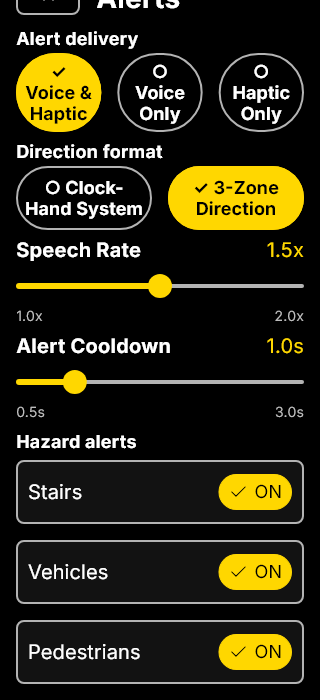 Alerts
Alert delivery
✓
Voice &
Haptic
Voice
Only
Haptic
Only
Direction format
Clock-
Hand System
✓ 3-Zone
Direction
Speech Rate 1.5x
1.0x 2.0x
Alert Cooldown 1.0s
0.5s 3.0s
Hazard alerts
Stairs ✓ ON
Vehicles ✓ ON
Pedestrians ✓ ON